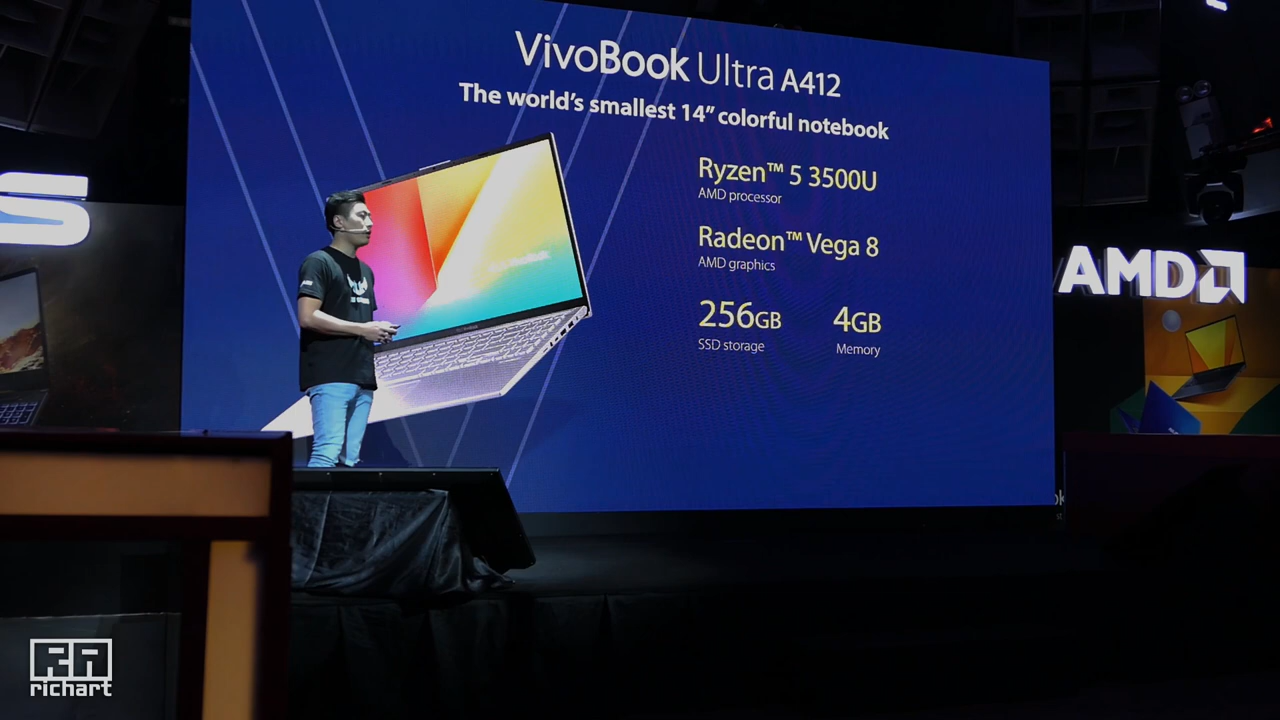 VivoBook Ultra A412
The world's smallest 14" colorful notebook
Ryzen™ 5 3500U
AMD processor
Radeon™ Vega 8
AMD graphics
256GB
SSD storage
4GB
Memory
AMD
RA
richart